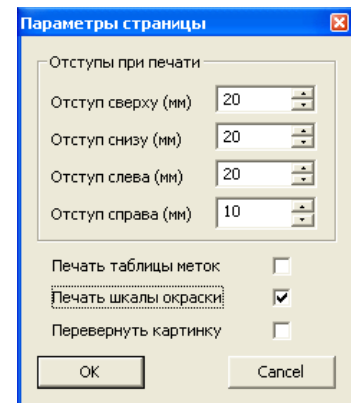 Параметры страницы
Отступы при печати
Отступ сверху (мм) 20
Отступ снизу (мм) 20
Отступ слева (мм) 20
Отступ справа (мм) 10
Печать таблицы меток
Печать шкалы окраски
Перевернуть картинку
OK Cancel